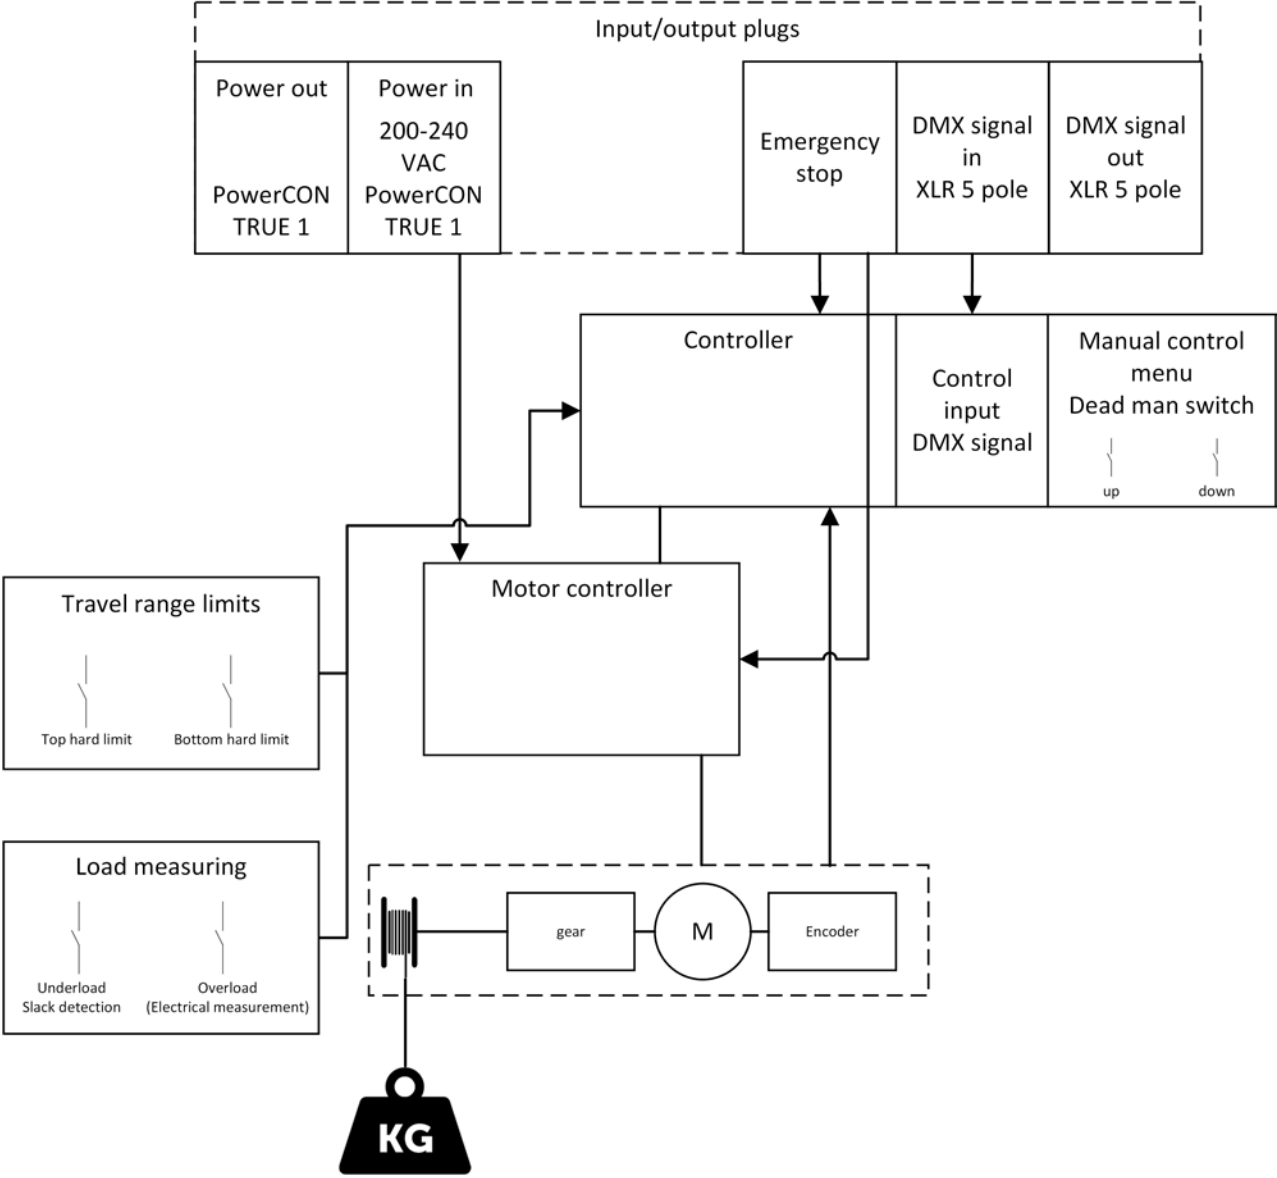 Input/output plugs
Power out
PowerCON
TRUE 1
Power in
200-240
VAC
PowerCON
TRUE 1
Emergency
stop
DMX signal
in
XLR 5 pole
DMX signal
out
XLR 5 pole
Controller
Control
input
DMX signal
Manual control
menu
Dead man switch
up
down
Motor controller
Travel range limits
Top hard limit
Bottom hard limit
Load measuring
Underload
Slack detection
Overload
(Electrical measurement)
gear
M
Encoder
KG